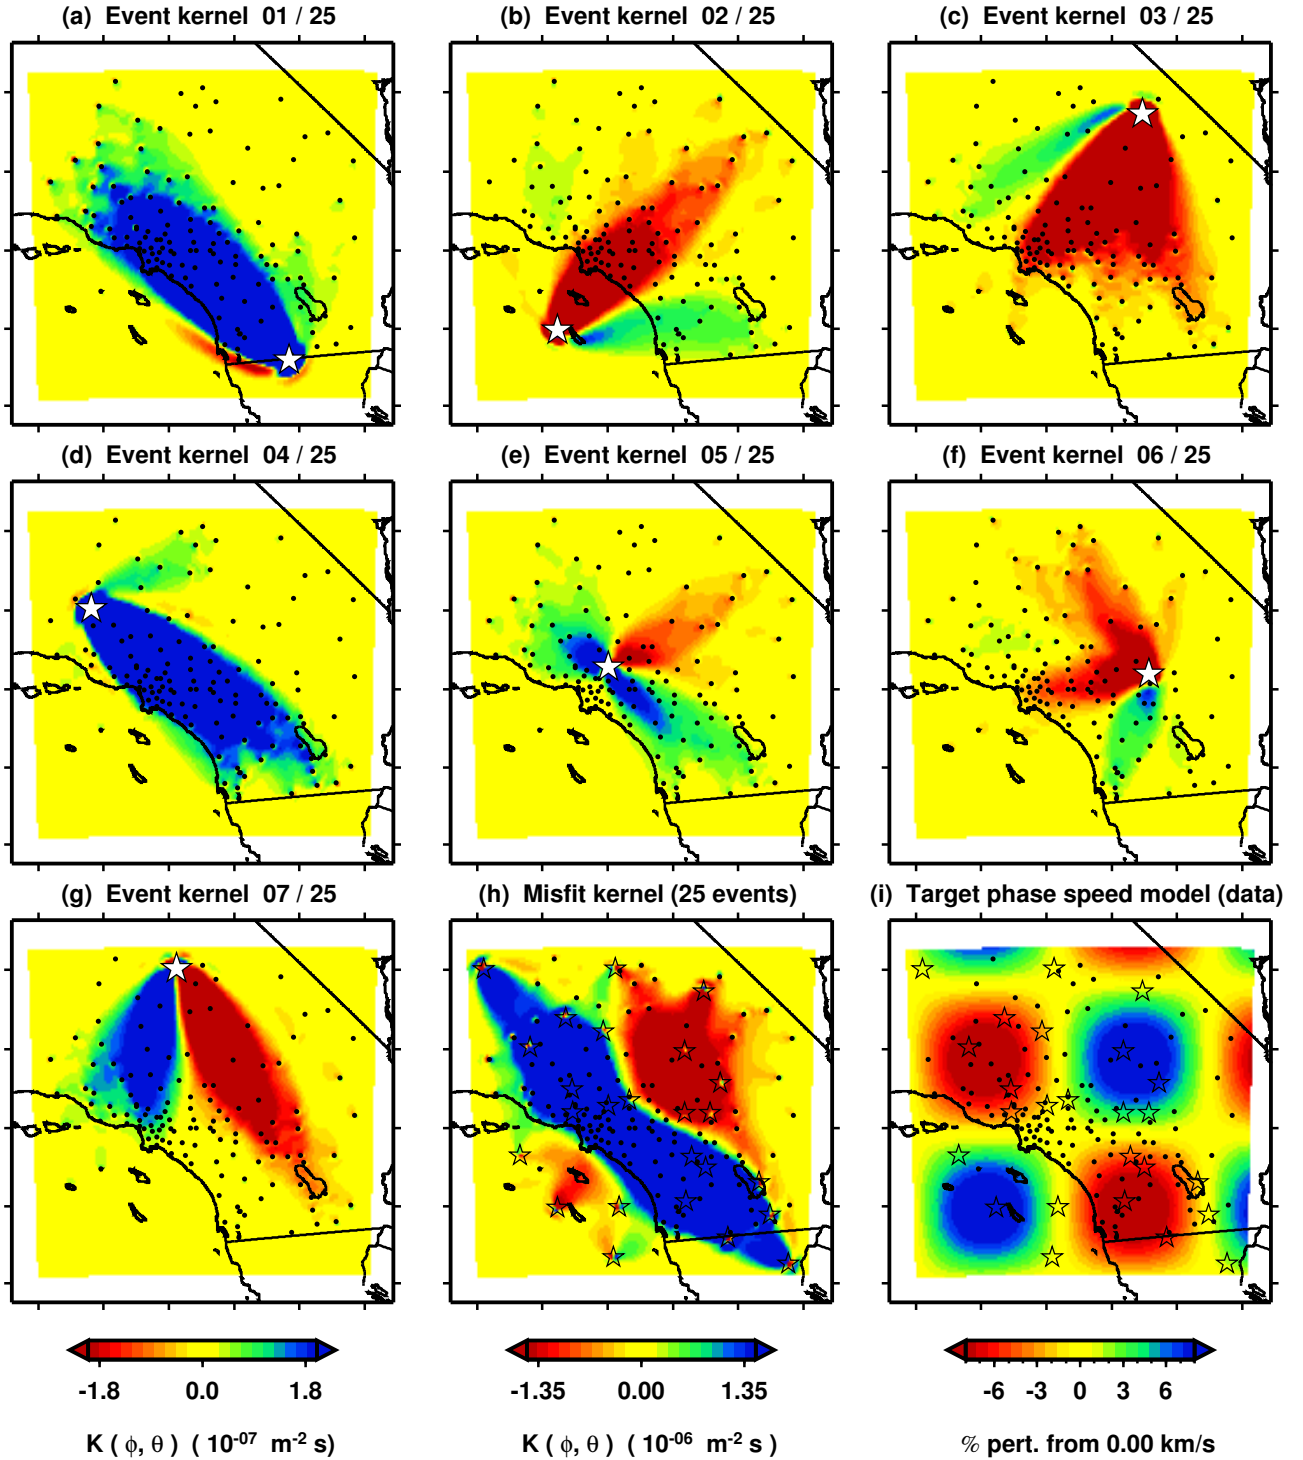 (a) Event kernel 01 / 25
(b) Event kernel 02 / 25
(c) Event kernel 03 / 25
(d) Event kernel 04 / 25
(e) Event kernel 05 / 25
(f) Event kernel 06 / 25
(g) Event kernel 07 / 25
(h) Misfit kernel (25 events)
(i) Target phase speed model (data)
-1.8 0.0 1.8
K ( ϕ, θ ) ( 10⁻⁰⁷ m⁻² s)
-1.35 0.00 1.35
K ( ϕ, θ ) ( 10⁻⁰⁶ m⁻² s )
-6 -3 0 3 6
% pert. from 0.00 km/s